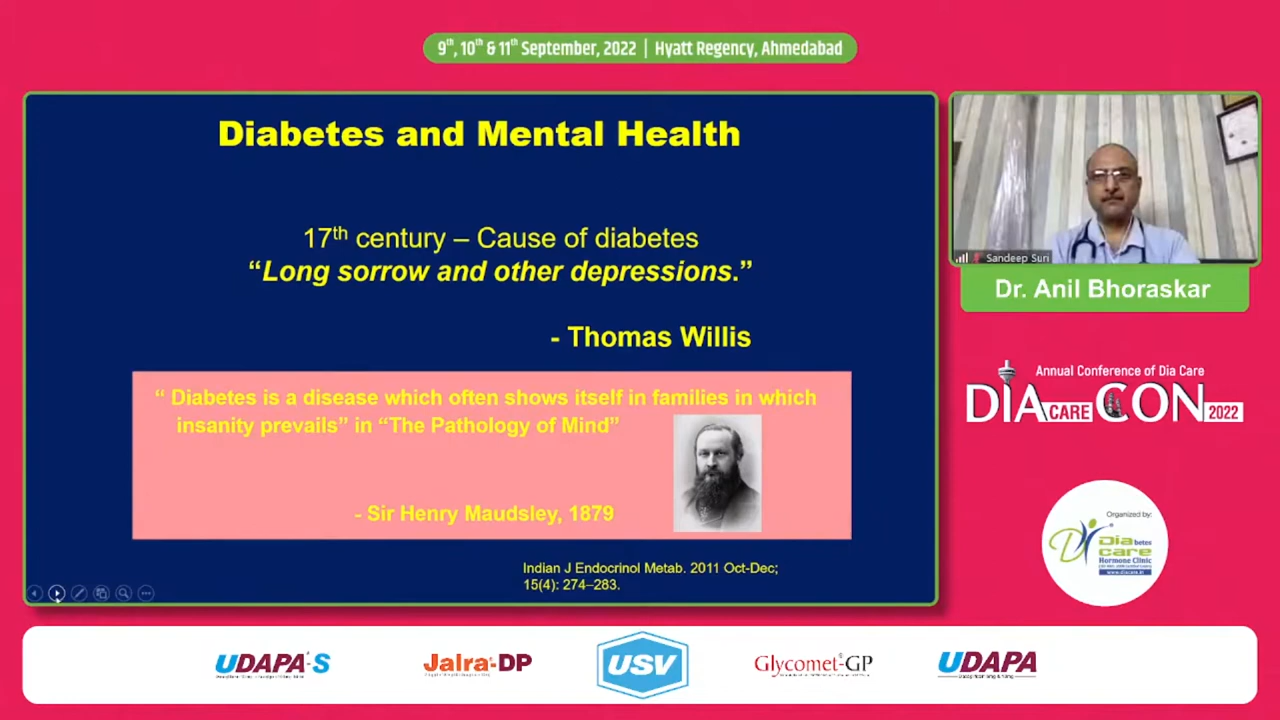 9th, 10th & 11th September, 2022 | Hyatt Regency, Ahmedabad
Diabetes and Mental Health
17th century – Cause of diabetes
“Long sorrow and other depressions.”
- Thomas Willis
“ Diabetes is a disease which often shows itself in families in which
insanity prevails” in “The Pathology of Mind”
- Sir Henry Maudsley, 1879
Indian J Endocrinol Metab. 2011 Oct-Dec;
15(4): 274–283.
Sandeep Suri
Dr. Anil Bhoraskar
Annual Conference of Dia Care
DIA CARE CON 2022
Organized by:
Diabetes
care
Hormone Clinic
UDAPA-S
Jalra-DP
USV
Glycomet-GP
UDAPA